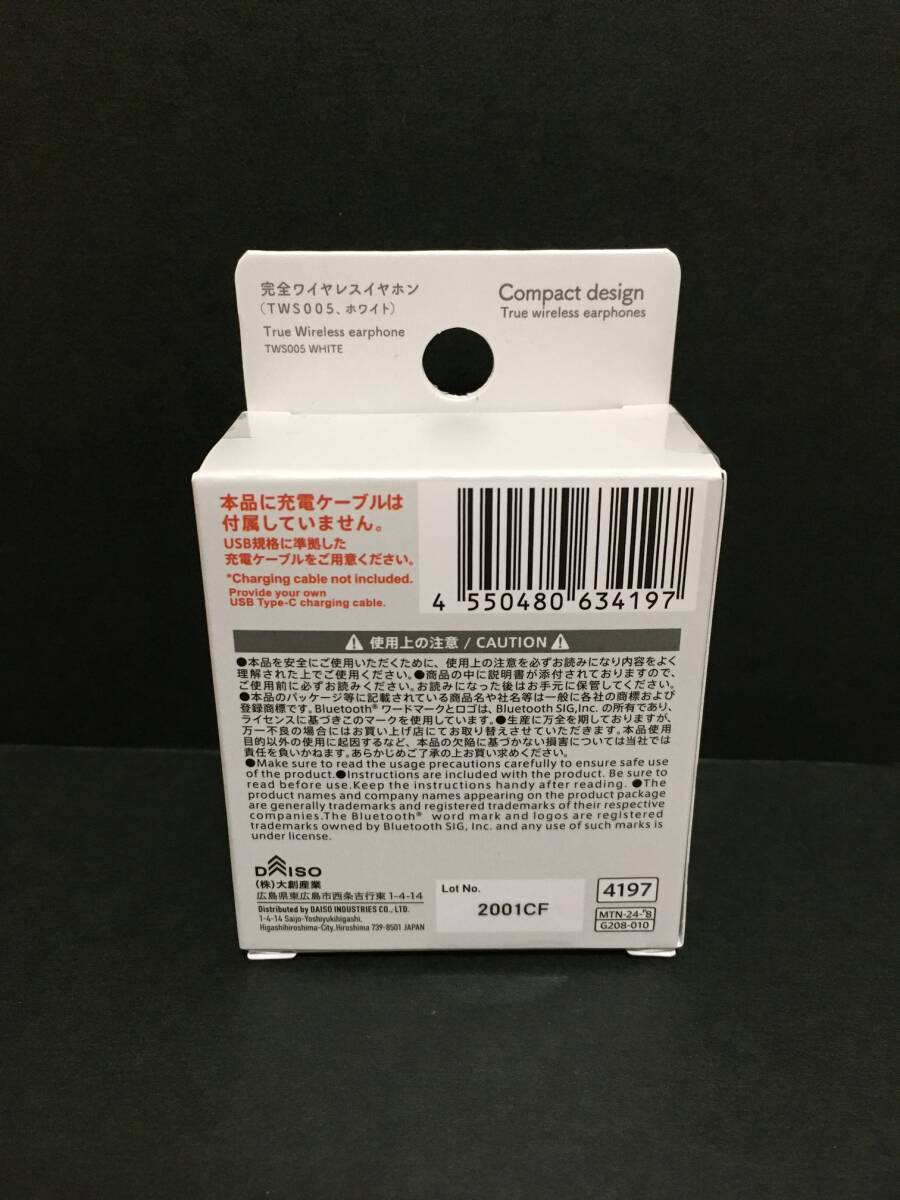 完全ワイヤレスイヤホン
(TWS005、ホワイト)
True Wireless earphone
TWS005 WHITE
Compact design
True wireless earphones
本品に充電ケーブルは
付属していません。
USB規格に準拠した
充電ケーブルをご用意ください。
*Charging cable not included.
Provide your own
USB Type-C charging cable.
4 550480 634197
使用上の注意 / CAUTION
●本品を安全にご使用いただくために、使用上の注意を必ずお読みになり内容をよく
理解された上でご使用ください。●商品の中に説明書が添付されておりますので、
ご使用前に必ずお読みください。お読みになった後はお手元に保管してください。
●本品のパッケージ等に記載されている商品名や社名等は一般に各社の商標および
登録商標です。Bluetooth® ワードマークとロゴは、Bluetooth SIG,Inc. の所有であり、
ライセンスに基づきこのマークを使用しています。●生産に万全を期しておりますが、
万一不良の場合にはお買い上げ店にてお取り替えさせていただきます。本品使用
目的以外の使用に起因するなど、本品の欠陥に基づかない損害については当社では
責任を負いかねます。あらかじめご了承の上お買い求めください。
●Make sure to read the usage precautions carefully to ensure safe use
of the product.●Instructions are included with the product. Be sure to
read before use.Keep the instructions handy after reading. ●The
product names and company names appearing on the product package
are generally trademarks and registered trademarks of their respective
companies.The Bluetooth® word mark and logos are registered
trademarks owned by Bluetooth SIG, Inc. and any use of such marks is
under license.
DAISO
(株)大創産業
広島県東広島市西条吉行東1-4-14
Distributed by DAISO INDUSTRIES CO., LTD.
1-4-14 Saijo-Yoshiyukihigashi,
Higashihiroshima-City, Hiroshima 739-8501 JAPAN
Lot No.
2001CF
4197
MTN-24-*8
G208-010